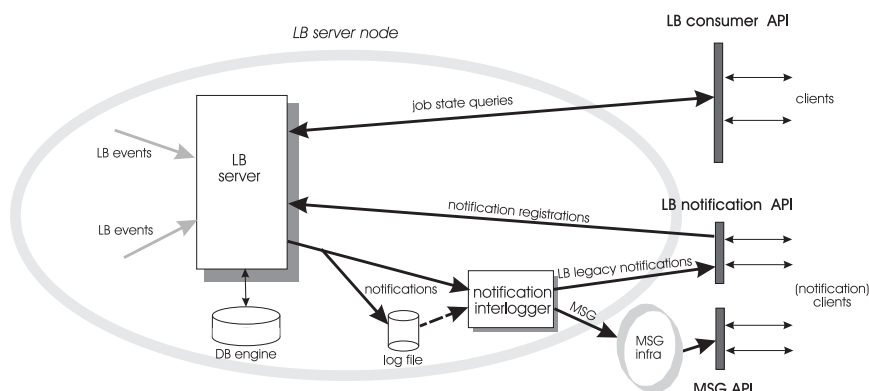 LB consumer API
LB server node
job state queries
clients
LB events
LB
server
notification registrations
LB notification API
LB events
LB legacy notifications
notifications
notification
interlogger
(notification)
clients
MSG
DB engine
log file
MSG
infra
MSG API